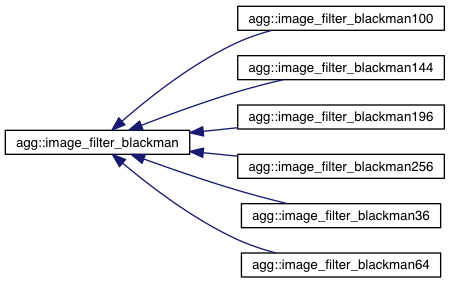 agg::image_filter_blackman100
agg::image_filter_blackman144
agg::image_filter_blackman196
agg::image_filter_blackman
agg::image_filter_blackman256
agg::image_filter_blackman36
agg::image_filter_blackman64